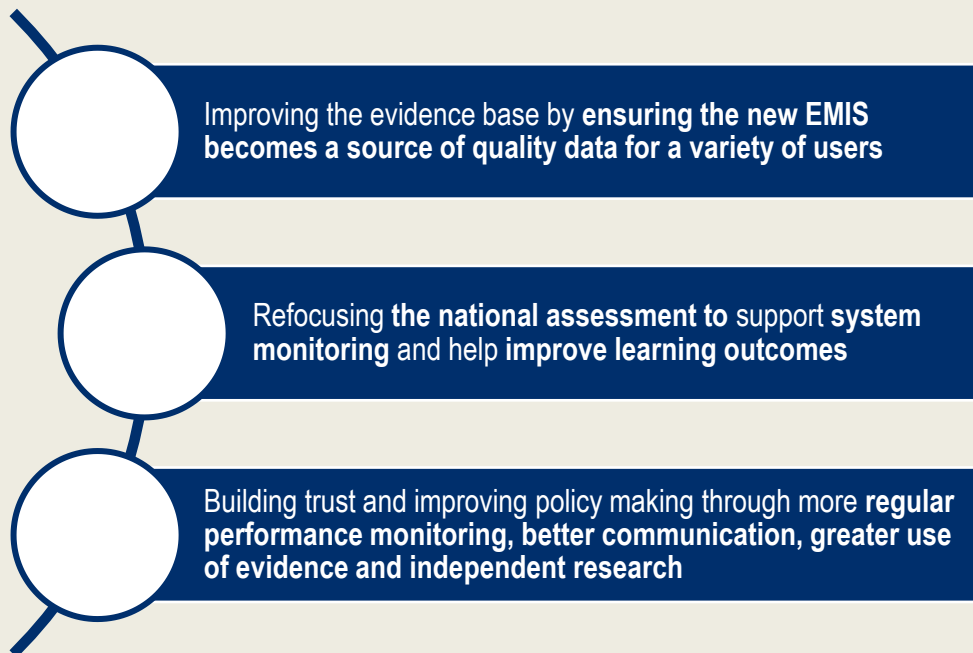 Improving the evidence base by ensuring the new EMIS
becomes a source of quality data for a variety of users
Refocusing the national assessment to support system
monitoring and help improve learning outcomes
Building trust and improving policy making through more regular
performance monitoring, better communication, greater use
of evidence and independent research